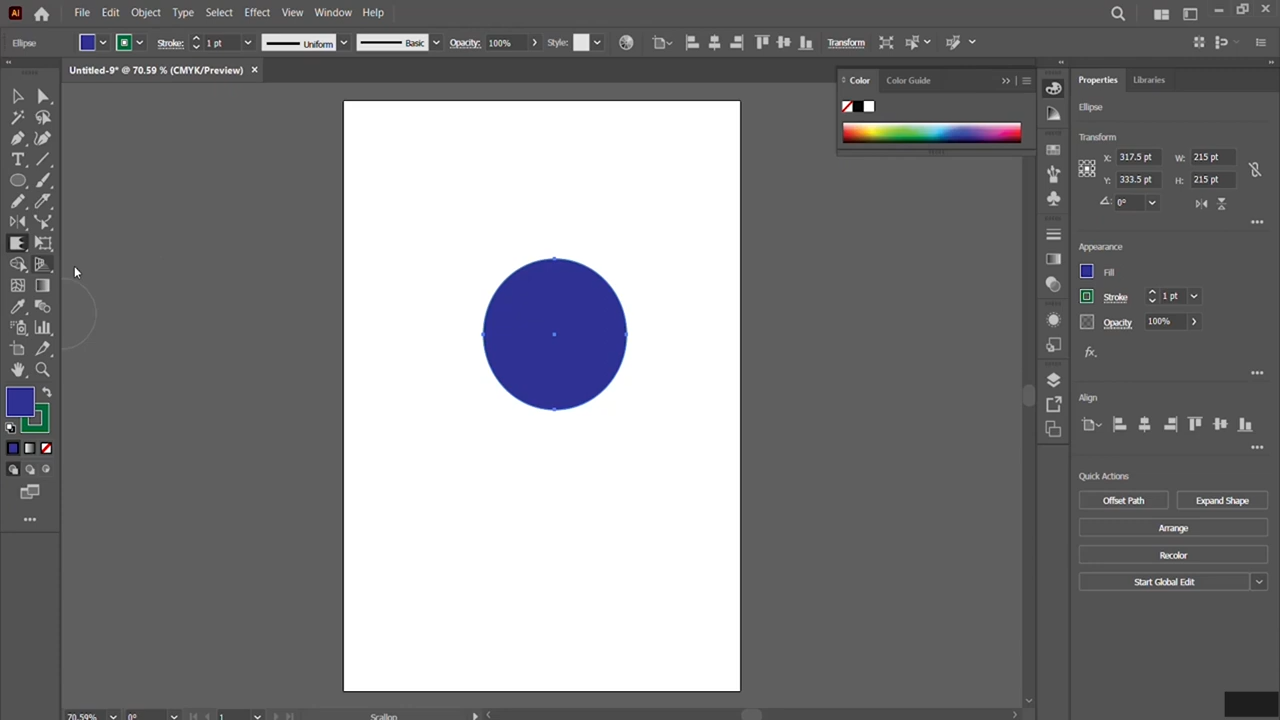 Ai File Edit Object Type Select Effect View Window Help
Ellipse Stroke: 1 pt Uniform Basic Opacity: 100% Style: Transform
Untitled-9* @ 70.59 % (CMYK/Preview)
Color Color Guide
Properties Libraries
Ellipse
Transform
X: 317.5 pt W: 215 pt
Y: 333.5 pt H: 215 pt
0°
Appearance
Fill
Stroke 1 pt
Opacity 100%
fx.
Align
Quick Actions
Offset Path Expand Shape
Arrange
Recolor
Start Global Edit
70.59% 0° 1 Scallop